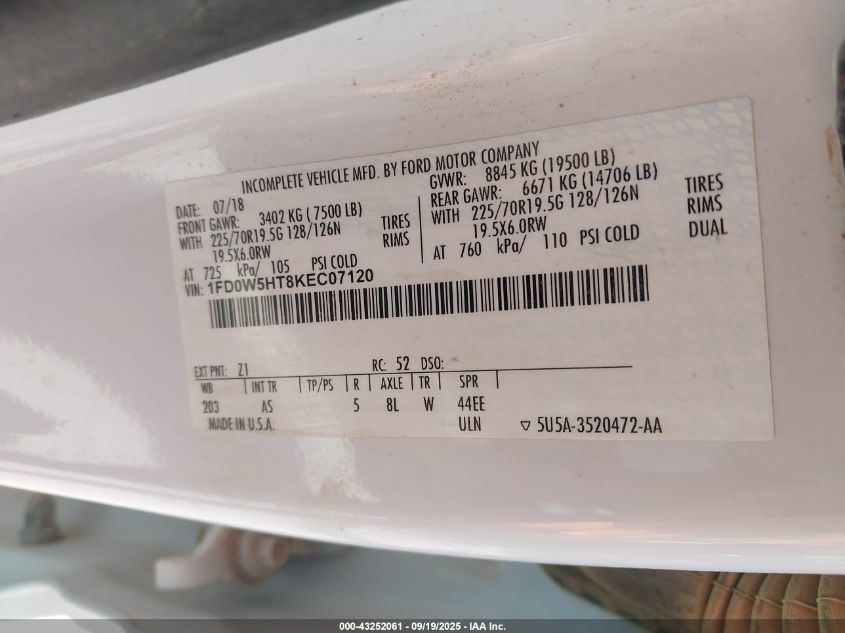 INCOMPLETE VEHICLE MFD. BY FORD MOTOR COMPANY
DATE: 07/18
FRONT GAWR: 3402 KG ( 7500 LB)
WITH 225/70R19.5G 128/126N TIRES
19.5X6.0RW RIMS
AT 725 kPa/ 105 PSI COLD
GVWR: 8845 KG (19500 LB)
REAR GAWR: 6671 KG (14706 LB)
WITH 225/70R19.5G 128/126N TIRES
19.5X6.0RW RIMS
AT 760 kPa/ 110 PSI COLD DUAL
VIN: 1FD0W5HT8KEC07120
EXT PNT: Z1 RC: 52 DSO:
WB INT TR TP/PS R AXLE TR SPR
203 AS 5 8L W 44EE
MADE IN U.S.A. ULN ▽ 5U5A-3520472-AA
000-43252061 - 09/19/2025 - IAA Inc.